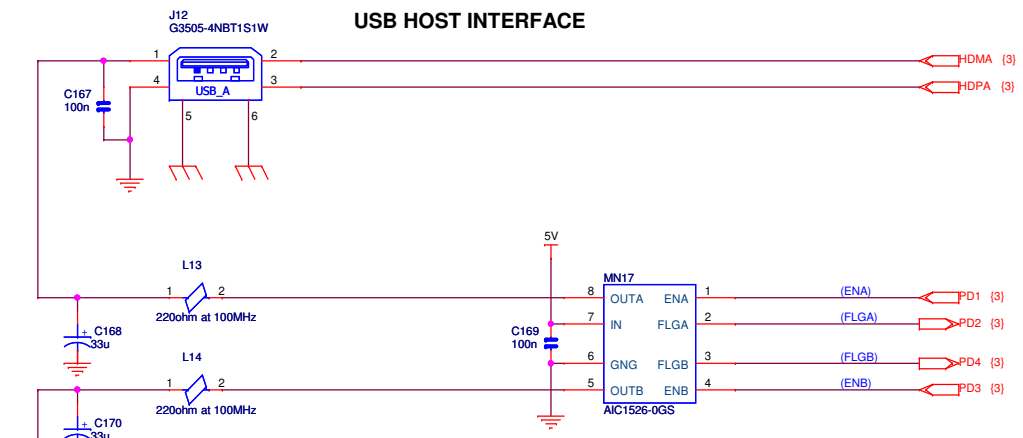 USB HOST INTERFACE
J12
G3505-4NBT1S1W
1
2
HDMA {3}
4
3
HDPA {3}
C167
100n
USB_A
5
6
5V
L13
1
2
220ohm at 100MHz
C168
+
33u
MN17
8
OUTA
ENA
1
(ENA)
PD1 {3}
7
IN
FLGA
2
(FLGA)
PD2 {3}
C169
100n
6
GNG
FLGB
3
(FLGB)
PD4 {3}
5
OUTB
ENB
4
(ENB)
PD3 {3}
AIC1526-0GS
L14
1
2
220ohm at 100MHz
C170
+
33u